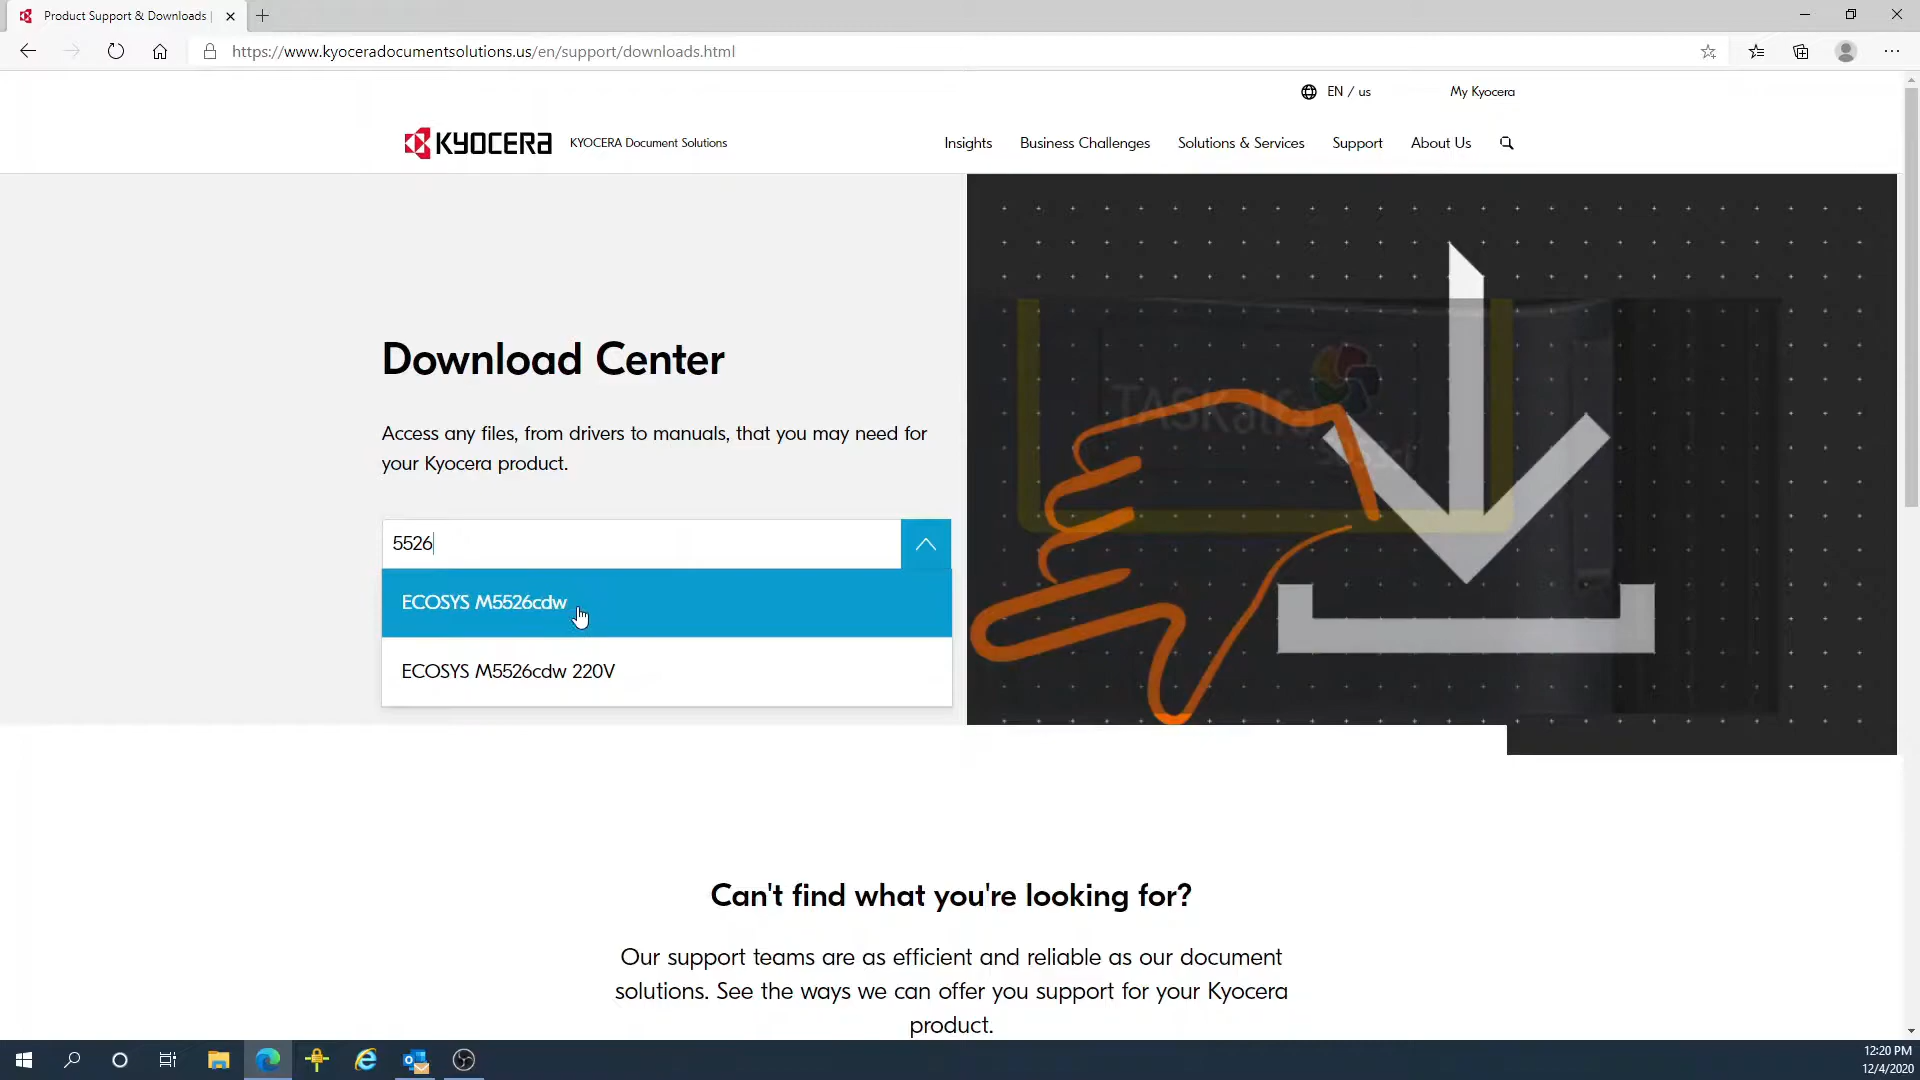 Product Support & Downloads |
https://www.kyoceradocumentsolutions.us/en/support/downloads.html
EN / us
My Kyocera
KYOCERA
KYOCERA Document Solutions
Insights
Business Challenges
Solutions & Services
Support
About Us
Download Center
Access any files, from drivers to manuals, that you may need for
your Kyocera product.
TASKalfa
5526
ECOSYS M5526cdw
ECOSYS M5526cdw 220V
Can't find what you're looking for?
Our support teams are as efficient and reliable as our document
solutions. See the ways we can offer you support for your Kyocera
product.
12:20 PM
12/4/2020